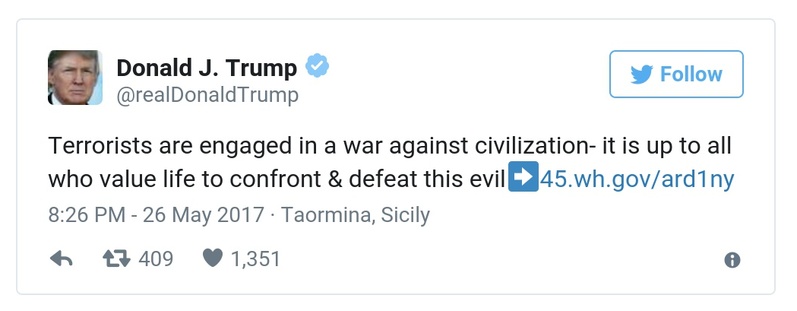 Donald J. Trump
@realDonaldTrump
Follow
Terrorists are engaged in a war against civilization- it is up to all
who value life to confront & defeat this evil➡45.wh.gov/ard1ny
8:26 PM - 26 May 2017 · Taormina, Sicily
409 1,351